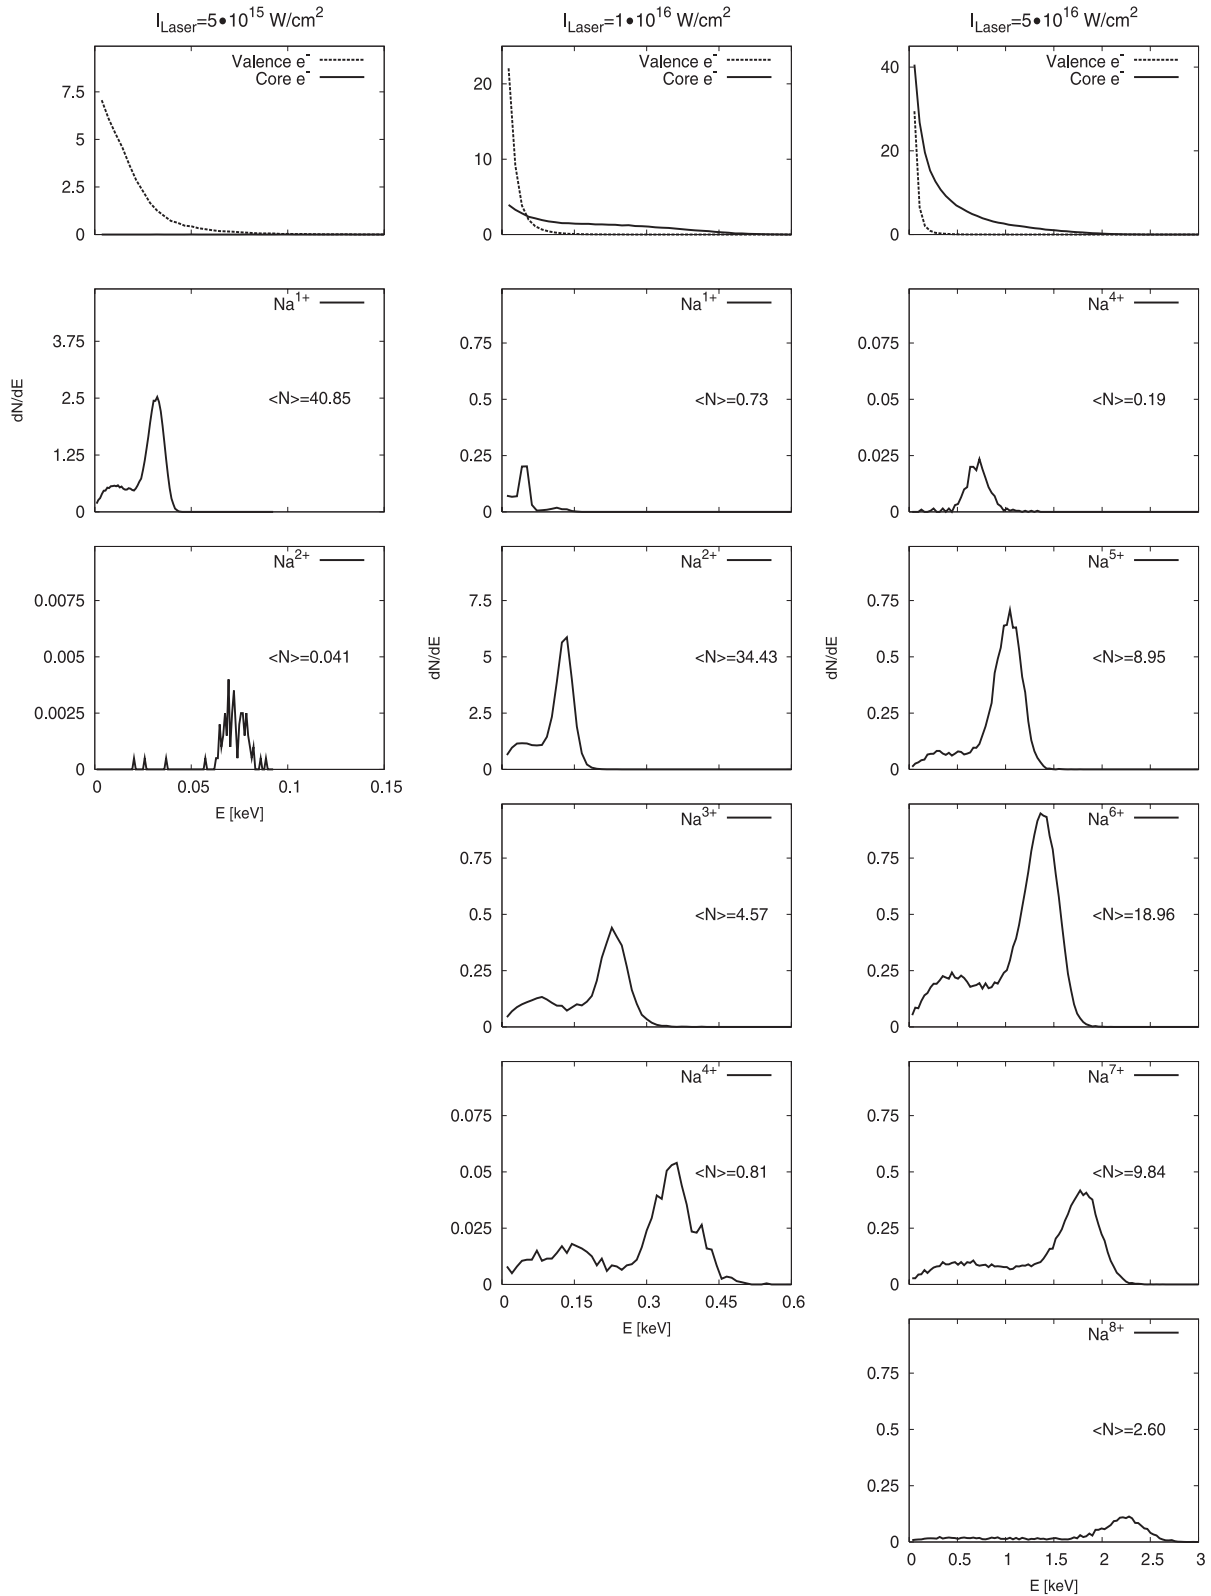 I_Laser=5•10^15 W/cm^2
I_Laser=1•10^16 W/cm^2
I_Laser=5•10^16 W/cm^2
Valence e^-
Core e^-
7.5
5
2.5
0
Valence e^-
Core e^-
20
10
0
Valence e^-
Core e^-
40
20
0
dN/dE
Na^1+
3.75
2.5
1.25
0
<N>=40.85
Na^1+
0.75
0.5
0.25
0
<N>=0.73
Na^4+
0.075
0.05
0.025
0
<N>=0.19
Na^2+
0.0075
0.005
0.0025
0
<N>=0.041
0
0.05
0.1
0.15
E [keV]
dN/dE
Na^2+
7.5
5
2.5
0
<N>=34.43
dN/dE
Na^5+
0.75
0.5
0.25
0
<N>=8.95
Na^3+
0.75
0.5
0.25
0
<N>=4.57
Na^6+
0.75
0.5
0.25
0
<N>=18.96
Na^4+
0.075
0.05
0.025
0
<N>=0.81
0
0.15
0.3
0.45
0.6
E [keV]
Na^7+
0.75
0.5
0.25
0
<N>=9.84
Na^8+
0.75
0.5
0.25
0
<N>=2.60
0
0.5
1
1.5
2
2.5
3
E [keV]